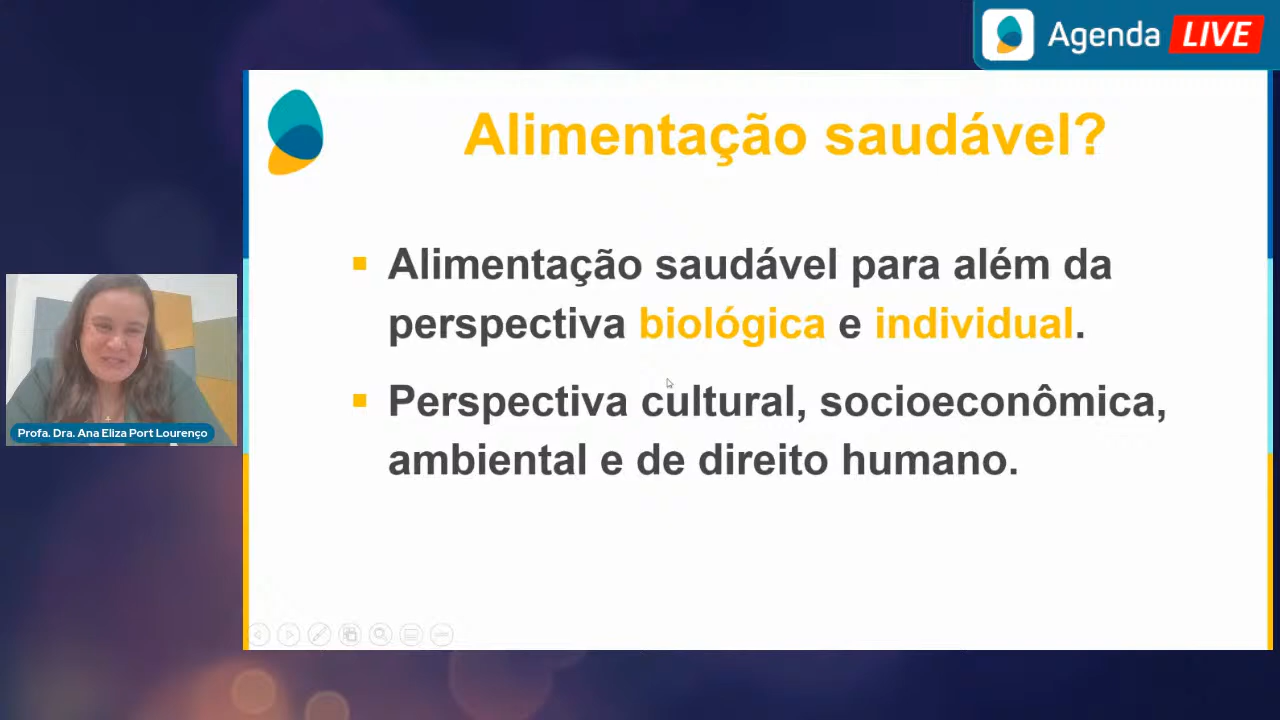 Agenda LIVE
Alimentação saudável?
Alimentação saudável para além da
perspectiva biológica e individual.
Perspectiva cultural, socioeconômica,
ambiental e de direito humano.
Profa. Dra. Ana Eliza Port Lourenço